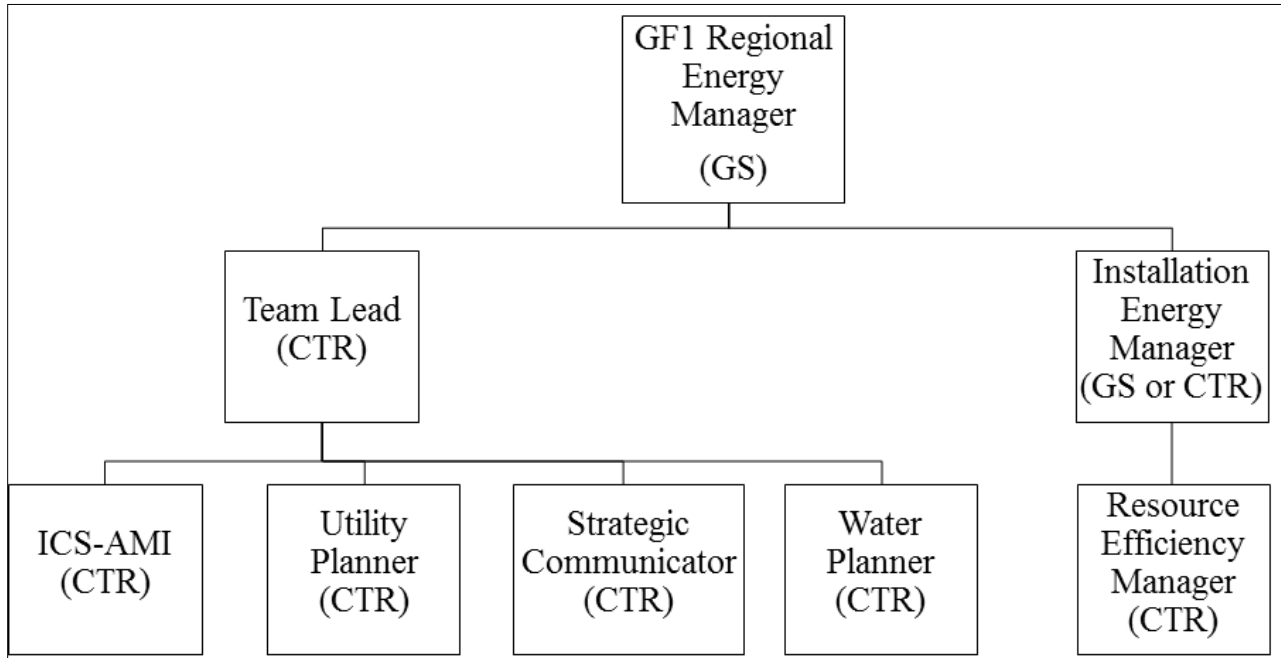 GF1 Regional
Energy
Manager
(GS)
Team Lead
(CTR)
Installation
Energy
Manager
(GS or CTR)
ICS-AMI
(CTR)
Utility
Planner
(CTR)
Strategic
Communicator
(CTR)
Water
Planner
(CTR)
Resource
Efficiency
Manager
(CTR)